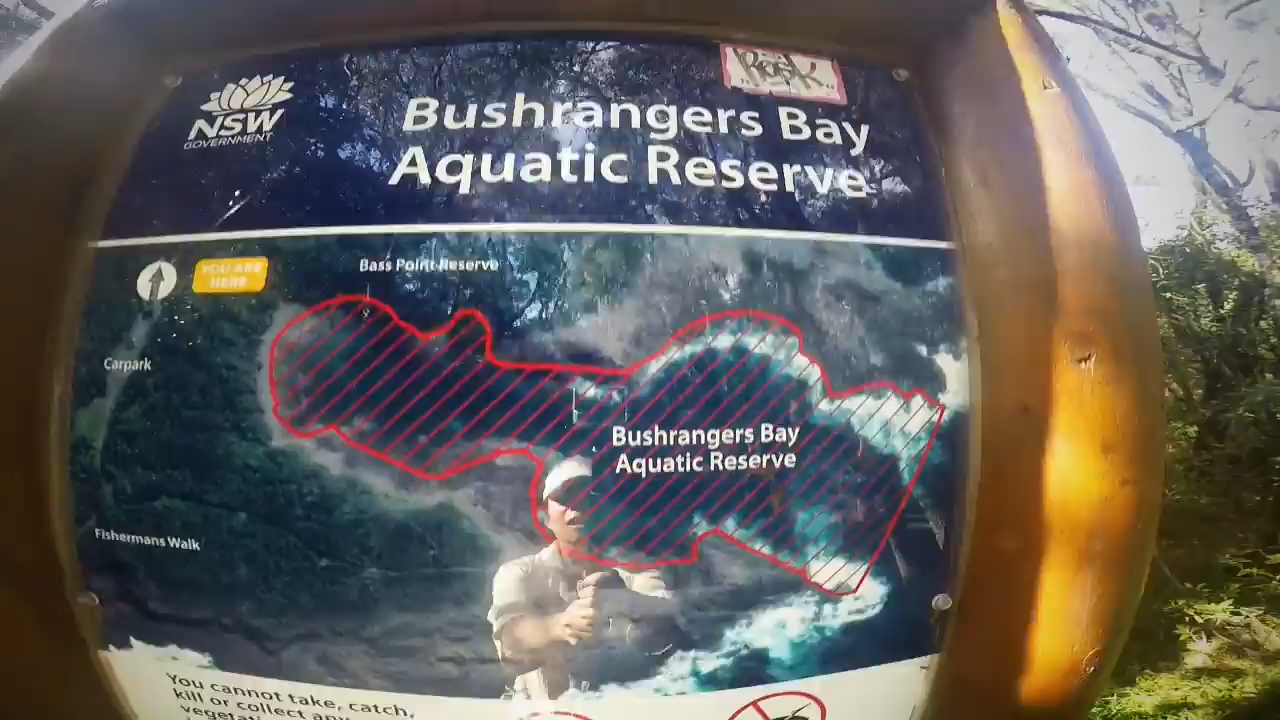 Rosk
NSW
GOVERNMENT
Bushrangers Bay
Aquatic Reserve
YOU ARE
HERE
Bass Point Reserve
Carpark
Bushrangers Bay
Aquatic Reserve
Fishermans Walk
You cannot take, catch,
kill or collect any